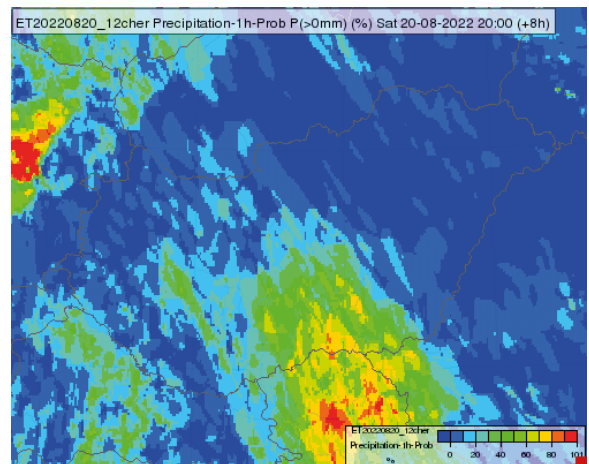 ET20220820_12cher Precipitation-1h-Prob P(>0mm) (%) Sat 20-08-2022 20:00 (+8h)
ET20220820_12cher
Precipitation-1h-Prob
%
0 20 40 60 80 101